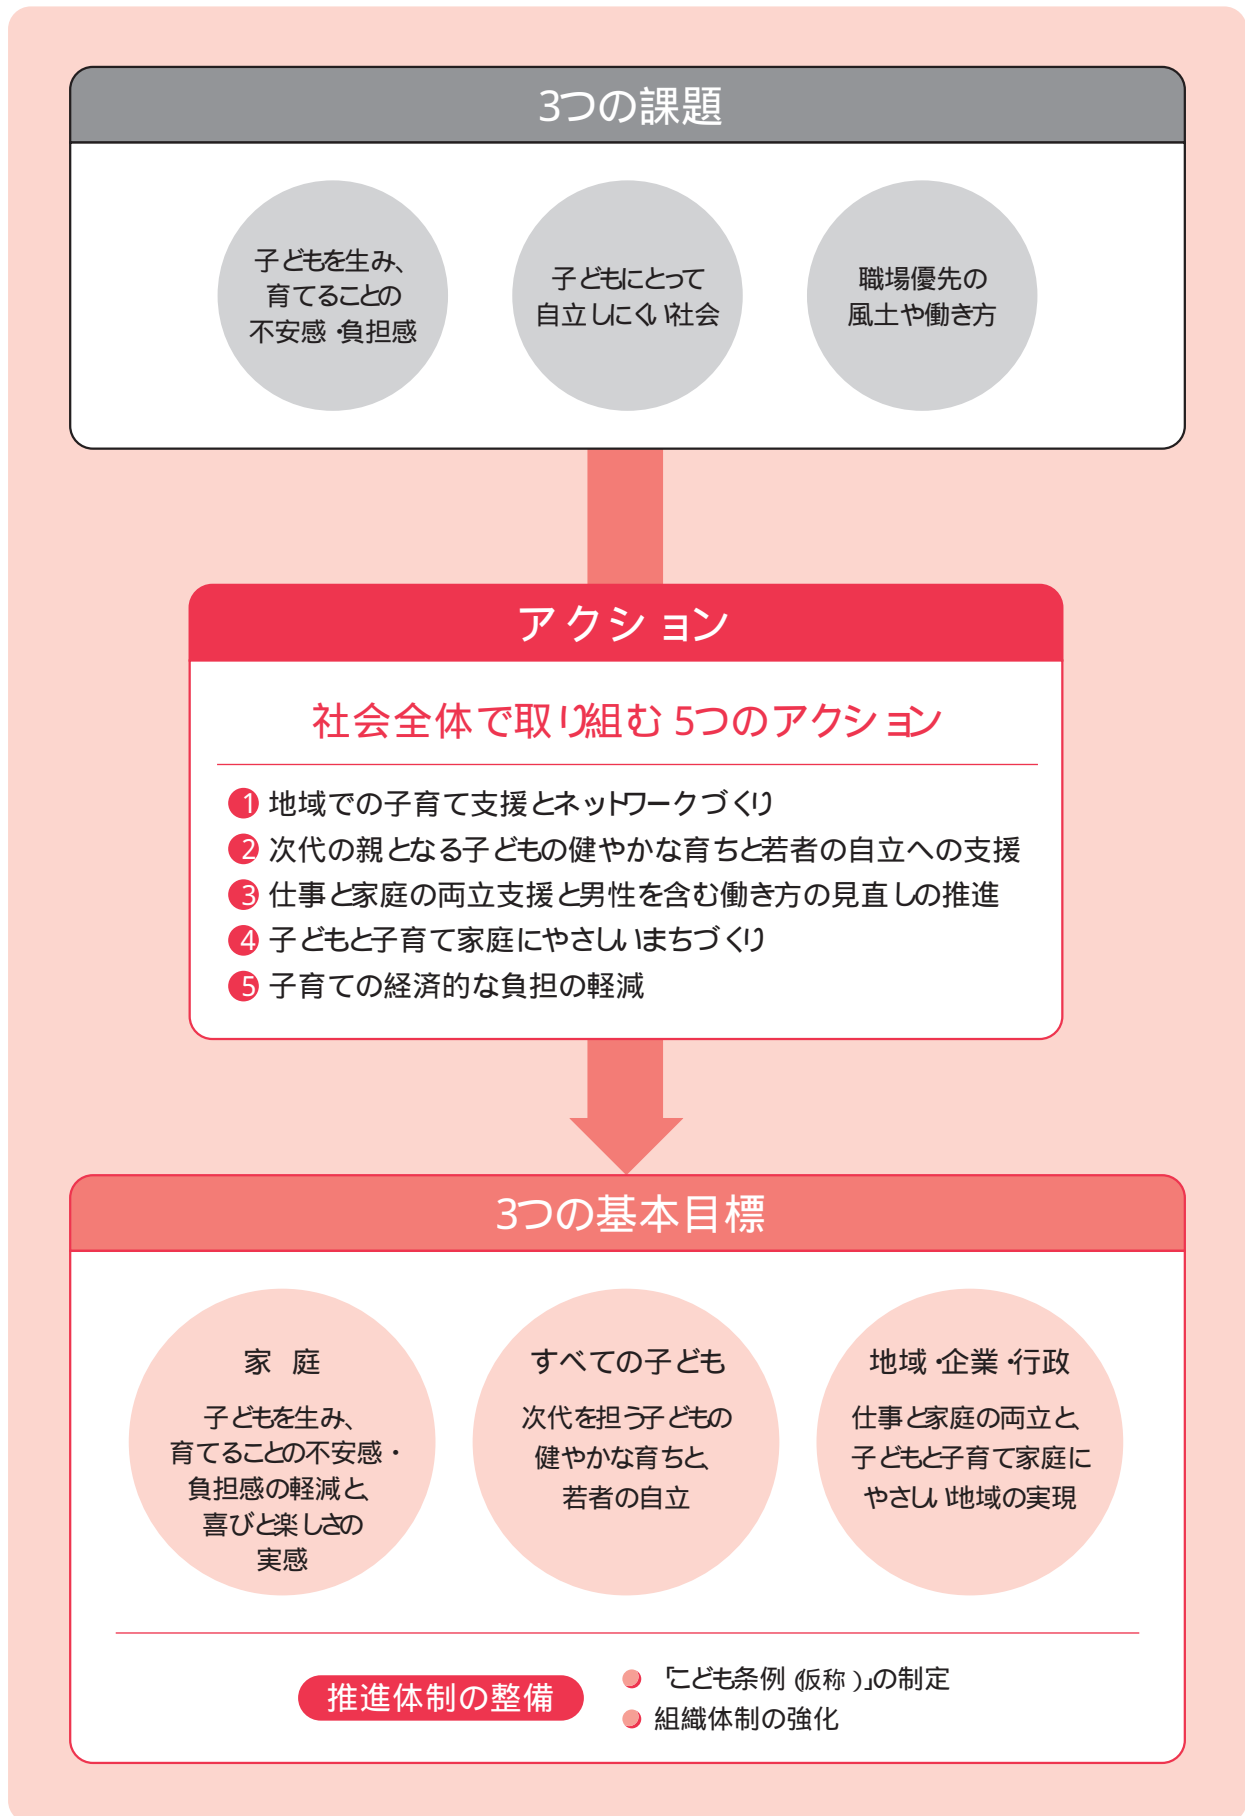 3つの課題
子どもを生み、
育てることの
不安感・負担感
子どもにとって
自立しにくい社会
職場優先の
風土や働き方
アクション
社会全体で取り組む5つのアクション
1 地域での子育て支援とネットワークづくり
2 次代の親となる子どもの健やかな育ちと若者の自立への支援
3 仕事と家庭の両立支援と男性を含む働き方の見直しの推進
4 子どもと子育て家庭にやさしいまちづくり
5 子育ての経済的な負担の軽減
3つの基本目標
家 庭
子どもを生み、
育てることの不安感・
負担感の軽減と、
喜びと楽しさの
実感
すべての子ども
次代を担う子どもの
健やかな育ちと、
若者の自立
地域・企業・行政
仕事と家庭の両立と、
子どもと子育て家庭に
やさしい地域の実現
推進体制の整備
「こども条例(仮称)」の制定
組織体制の強化